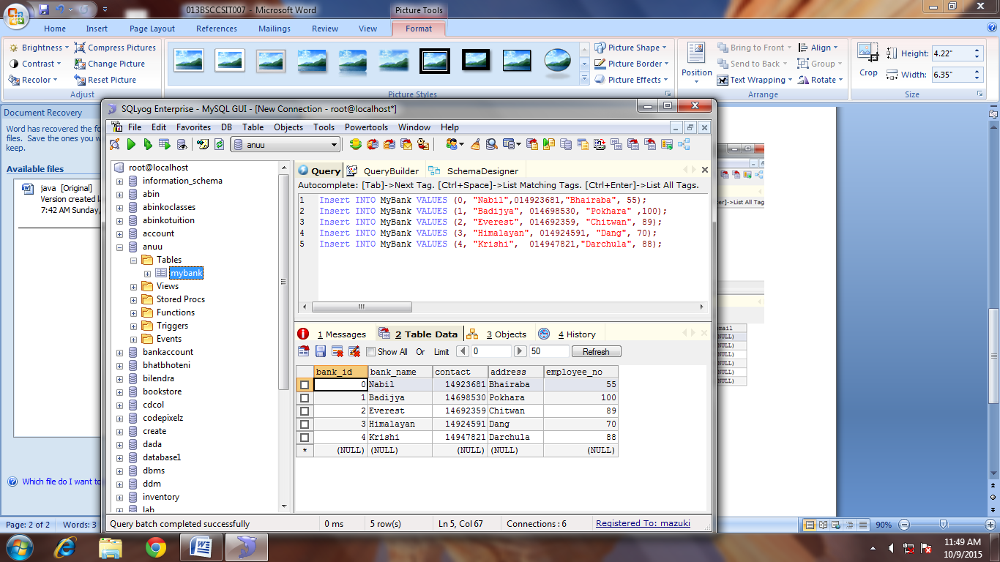 013BSCCSIT007 - Microsoft Word
Picture Tools
Home Insert Page Layout References Mailings Review View Format
Brightness Compress Pictures
Contrast Change Picture
Recolor Reset Picture
Adjust
Picture Styles
Picture Shape
Picture Border
Picture Effects
Position
Bring to Front Align
Send to Back Group
Text Wrapping Rotate
Arrange
Crop
Height: 4.22"
Width: 6.35"
Size
Document Recovery
Word has recovered the fo
files. Save the ones you w
keep.
Available files
java [Original]
Version created la
7:42 AM Sunday,
Which file do I want to
SQLyog Enterprise - MySQL GUI - [New Connection - root@localhost*]
File Edit Favorites DB Table Objects Tools Powertools Window Help
anuu
root@localhost
information_schema
abin
abinkoclasses
abinkotuition
account
anuu
Tables
mybank
Views
Stored Procs
Functions
Triggers
Events
bankaccount
bhatbhoteni
bilendra
bookstore
cdcol
codepixelz
create
dada
database1
dbms
ddm
inventory
lab
Query QueryBuilder SchemaDesigner
Autocomplete: [Tab]->Next Tag. [Ctrl+Space]->List Matching Tags. [Ctrl+Enter]->List All Tags.
1 Insert INTO MyBank VALUES (0, "Nabil",014923681,"Bhairaba", 55);
2 Insert INTO MyBank VALUES (1, "Badijya", 014698530, "Pokhara" ,100);
3 Insert INTO MyBank VALUES (2, "Everest", 014692359, "Chitwan", 89);
4 Insert INTO MyBank VALUES (3, "Himalayan", 014924591, "Dang", 70);
5 Insert INTO MyBank VALUES (4, "Krishi", 014947821,"Darchula", 88);
1 Messages 2 Table Data 3 Objects 4 History
Show All Or Limit 0 50 Refresh
bank_id bank_name contact address employee_no
0 Nabil 14923681 Bhairaba 55
1 Badijya 14698530 Pokhara 100
2 Everest 14692359 Chitwan 89
3 Himalayan 14924591 Dang 70
4 Krishi 14947821 Darchula 88
* (NULL) (NULL) (NULL) (NULL) (NULL)
Query batch completed successfully 0 ms 5 row(s) Ln 5, Col 67 Connections : 6 Registered To: mazuki
er]->List All Tags
email
(NULL)
(NULL)
(NULL)
(NULL)
(NULL)
(NULL)
Page: 2 of 2 Words: 3
90%
11:49 AM
10/9/2015